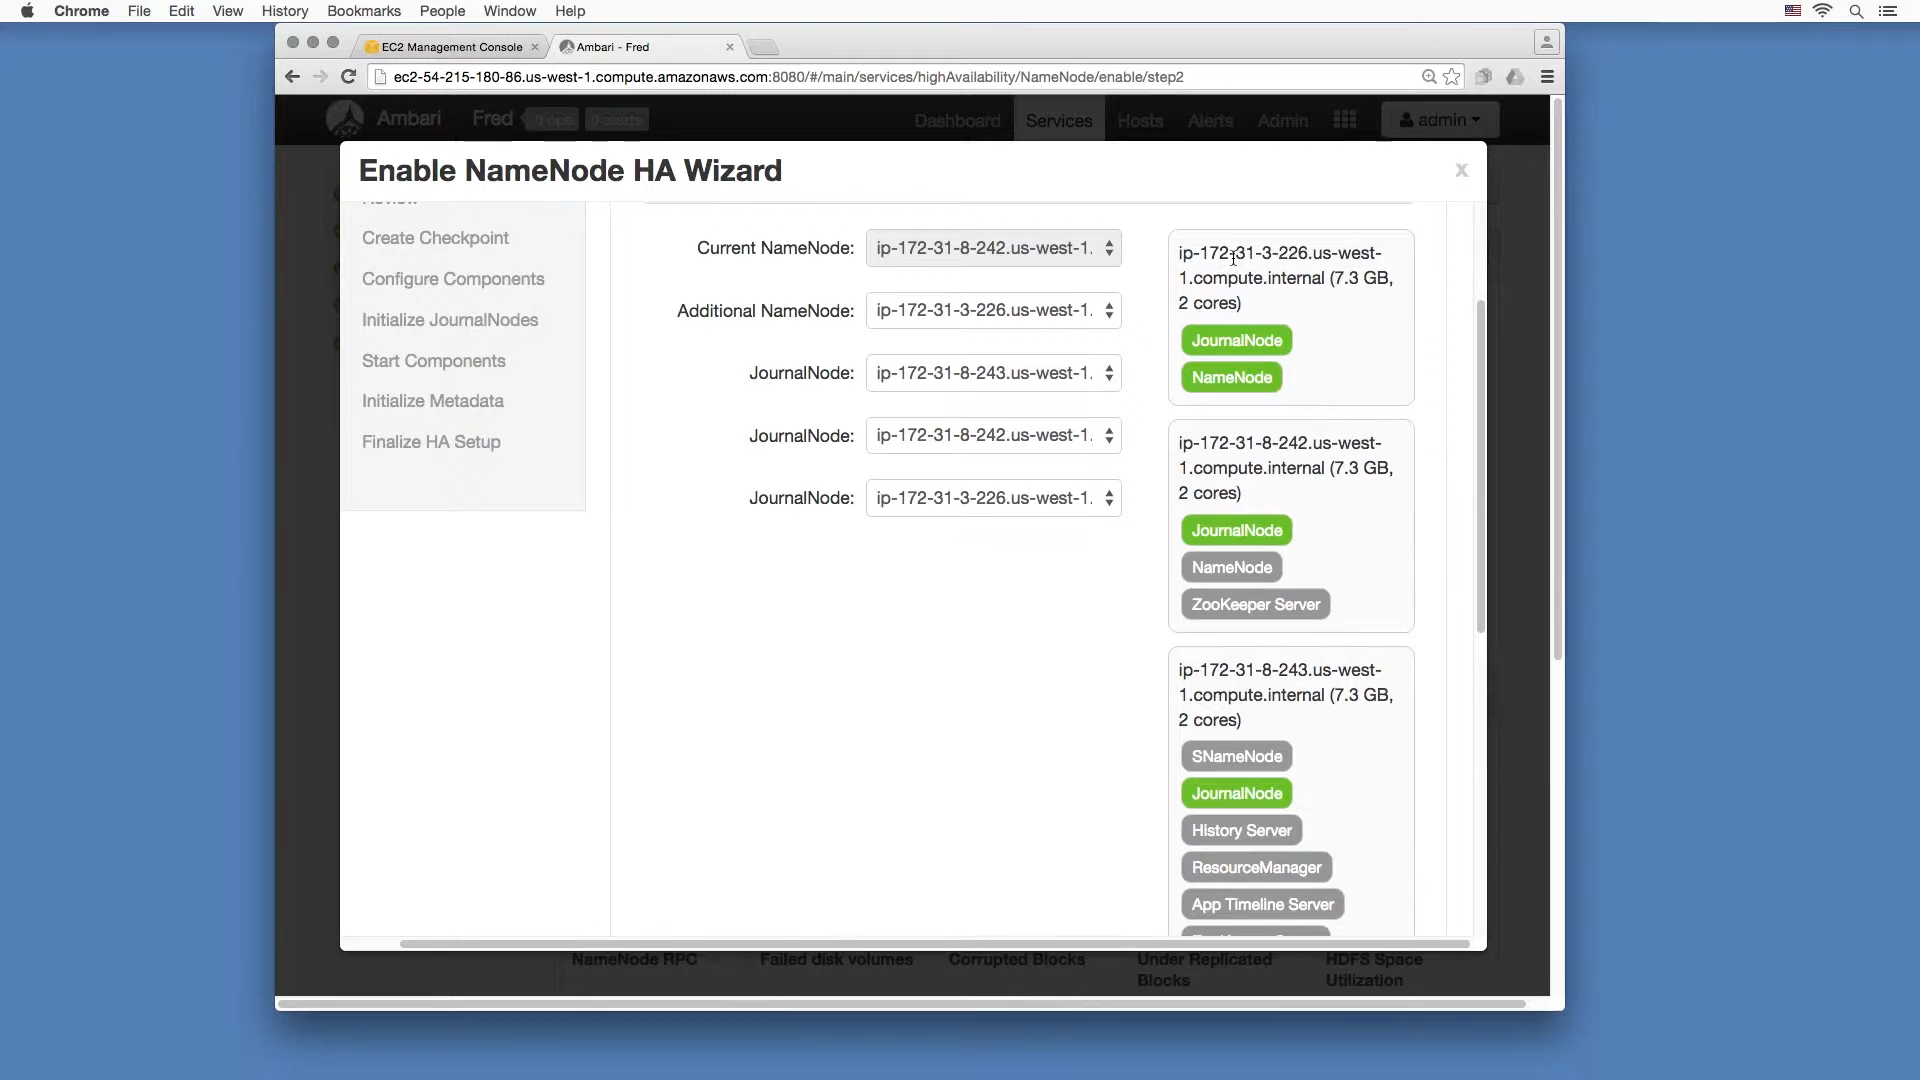 Chrome File Edit View History Bookmarks People Window Help
EC2 Management Console
Ambari - Fred
ec2-54-215-180-86.us-west-1.compute.amazonaws.com:8080/#/main/services/highAvailability/NameNode/enable/step2
Ambari Fred 0 ops 0 alerts Dashboard Services Hosts Alerts Admin admin
Enable NameNode HA Wizard
x
Review
Create Checkpoint
Configure Components
Initialize JournalNodes
Start Components
Initialize Metadata
Finalize HA Setup
Current NameNode: ip-172-31-8-242.us-west-1.
Additional NameNode: ip-172-31-3-226.us-west-1.
JournalNode: ip-172-31-8-243.us-west-1.
JournalNode: ip-172-31-8-242.us-west-1.
JournalNode: ip-172-31-3-226.us-west-1.
ip-172-31-3-226.us-west-
1.compute.internal (7.3 GB,
2 cores)
JournalNode
NameNode
ip-172-31-8-242.us-west-
1.compute.internal (7.3 GB,
2 cores)
JournalNode
NameNode
ZooKeeper Server
ip-172-31-8-243.us-west-
1.compute.internal (7.3 GB,
2 cores)
SNameNode
JournalNode
History Server
ResourceManager
App Timeline Server
NameNode RPC
Failed disk volumes
Corrupted Blocks
Under Replicated
Blocks
HDFS Space
Utilization